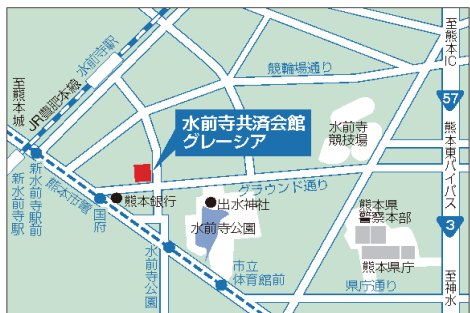 至熊本城
JR豊肥本線
水前寺駅
競輪場通り
至熊本IC
57
熊本東バイパス
3
至神水
水前寺共済会館
グレーシア
水前寺
競技場
新水前寺駅前
新水前寺駅
熊本市電
国府
熊本銀行
グラウンド通り
出水神社
水前寺公園
熊本県
警察本部
熊本県庁
水前寺公園
市立
体育館前
県庁通り